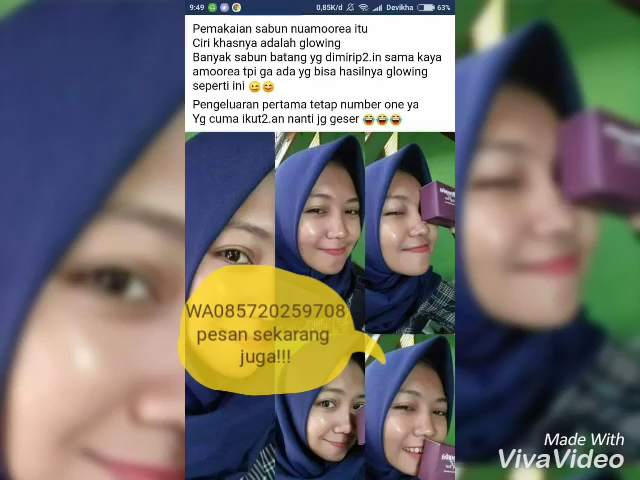 9:49 0,85K/d Devikha 63%
Pemakaian sabun nuamoorea itu
Ciri khasnya adalah glowing
Banyak sabun batang yg dimirip2.in sama kaya
amoorea tpi ga ada yg bisa hasilnya glowing
seperti ini 😉😊
Pengeluaran pertama tetap number one ya
Yg cuma ikut2.an nanti jg geser 😂😂😂
WA085720259708
pesan sekarang
juga!!!
Made With
VivaVideo